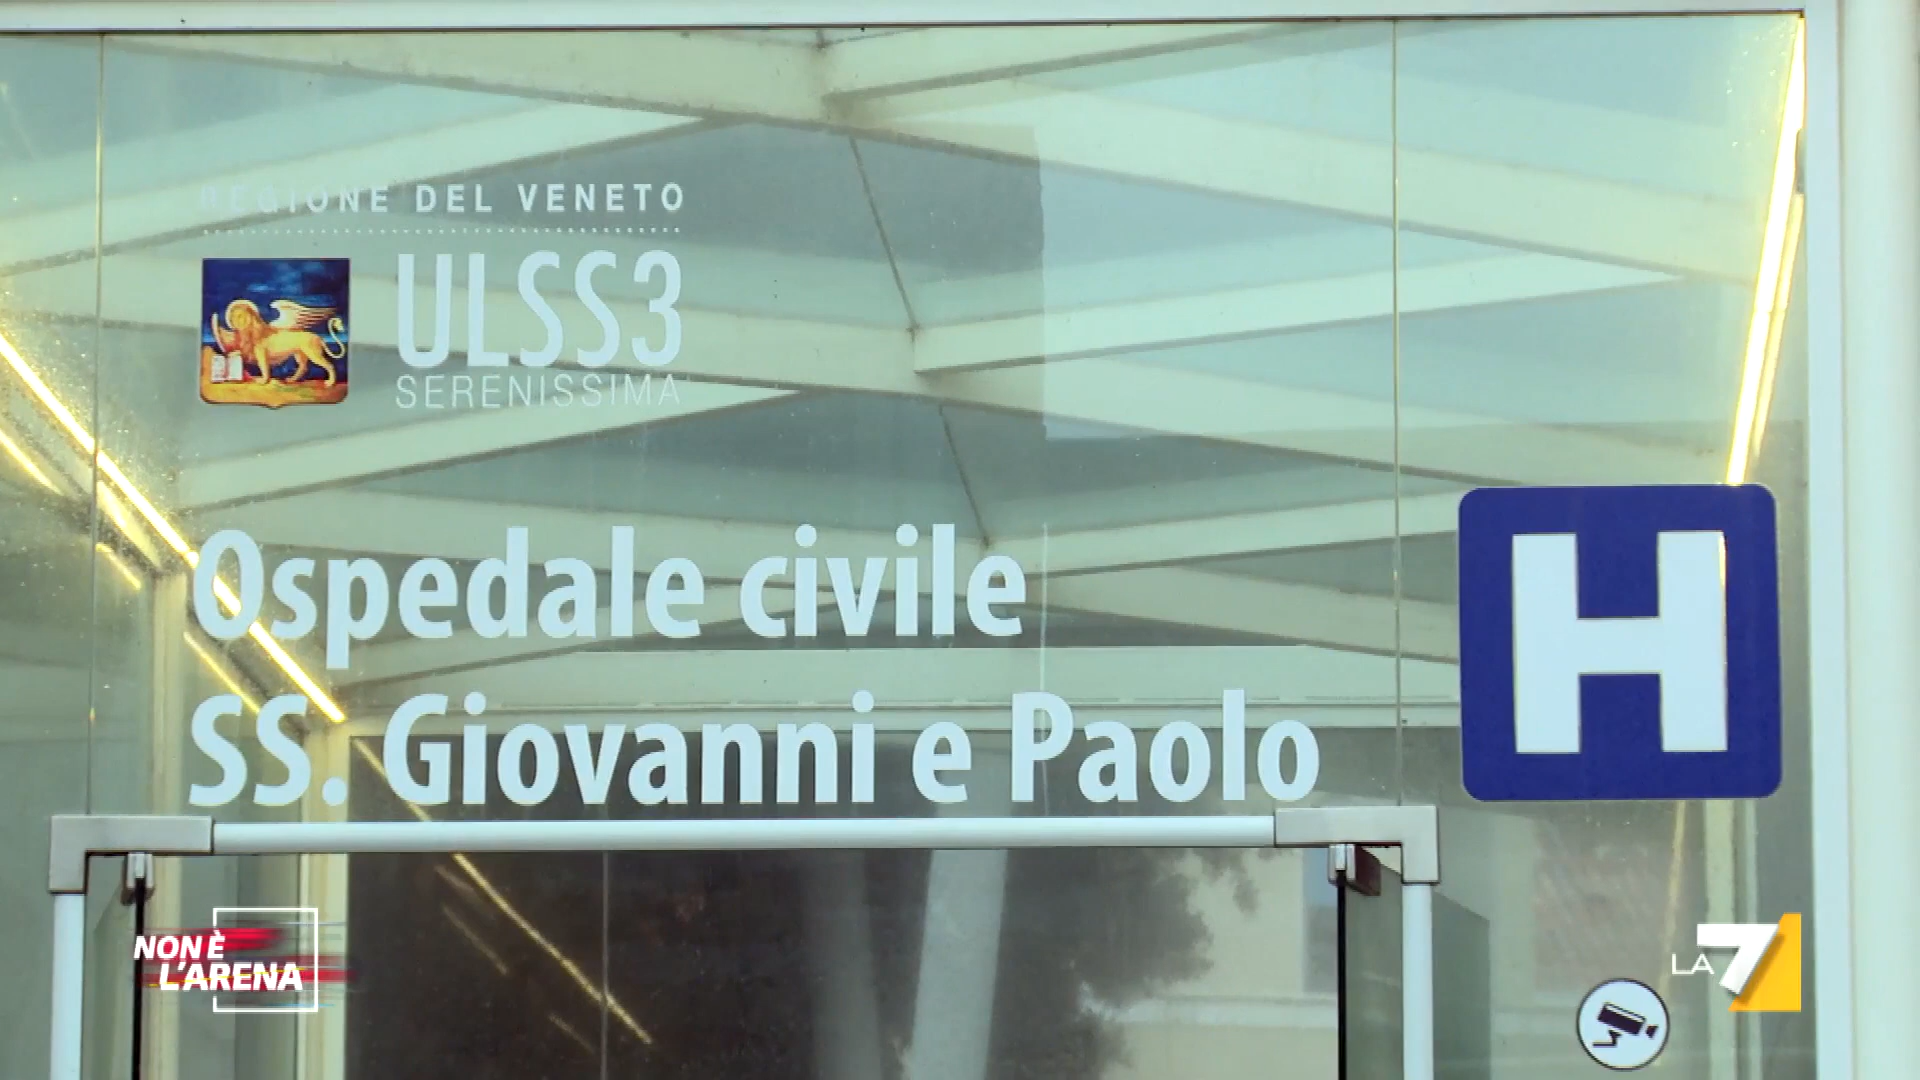 REGIONE DEL VENETO
ULSS3
SERENISSIMA
Ospedale civile
SS. Giovanni e Paolo
H
NON È
L'ARENA
LA7